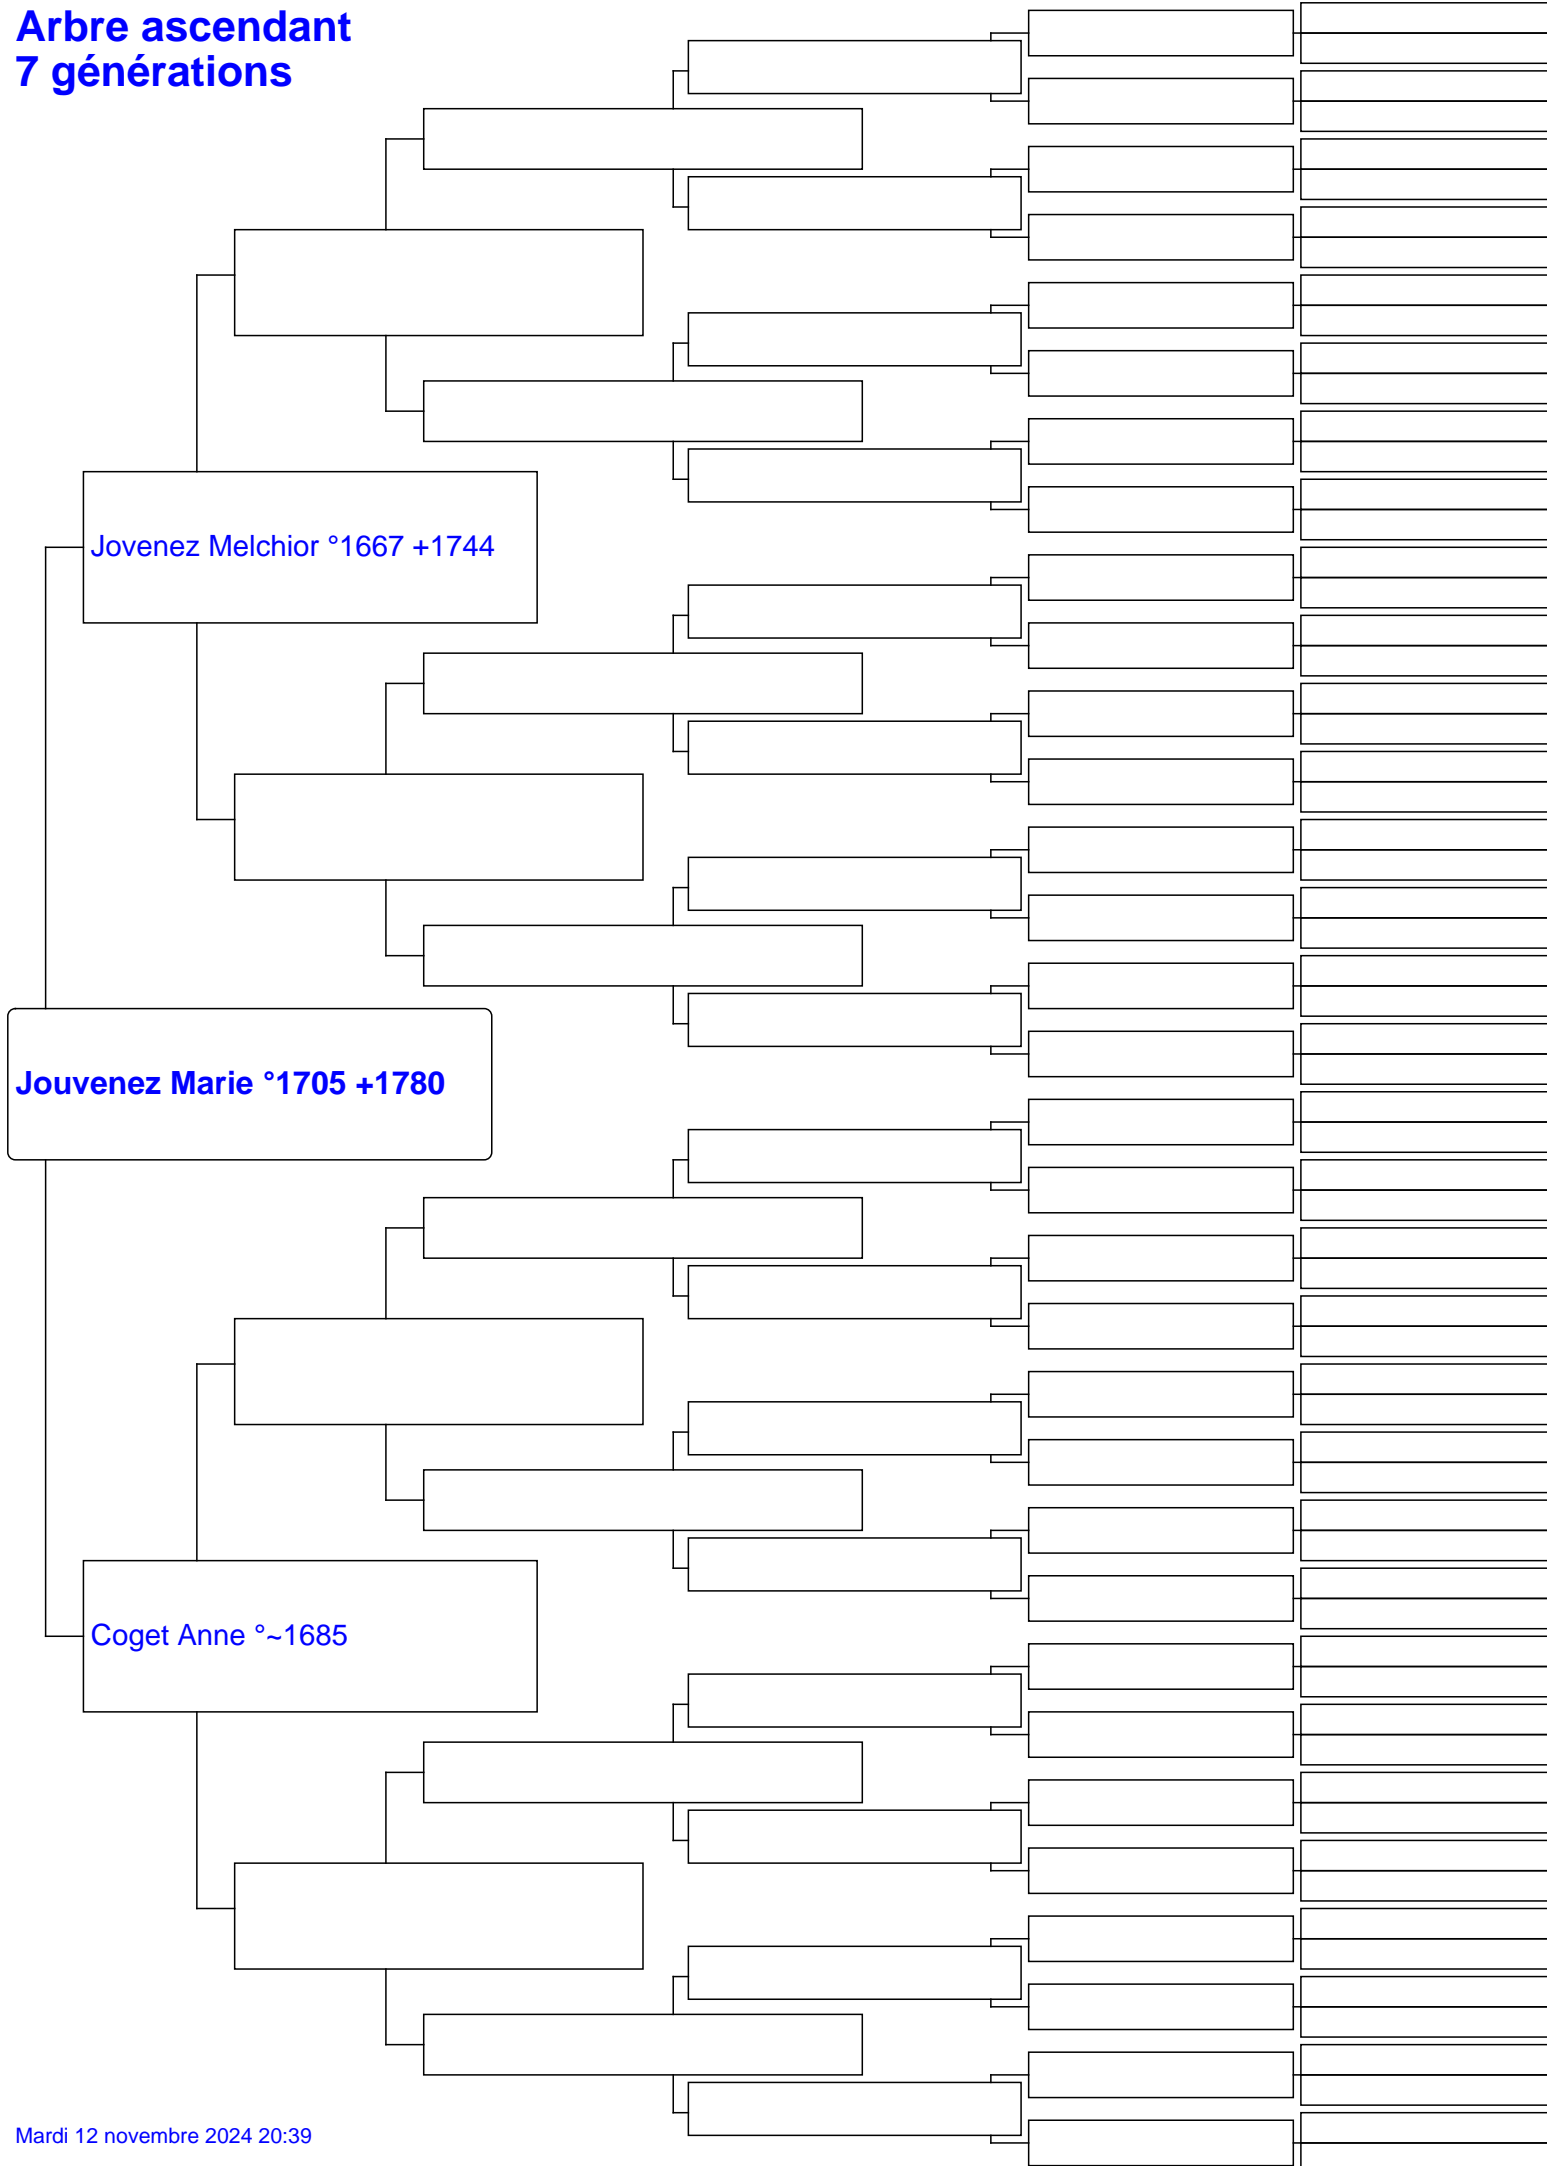 Arbre ascendant
7 générations
Jovenez Melchior °1667 +1744
Jouvenez Marie °1705 +1780
Coget Anne °~1685
Mardi 12 novembre 2024 20:39